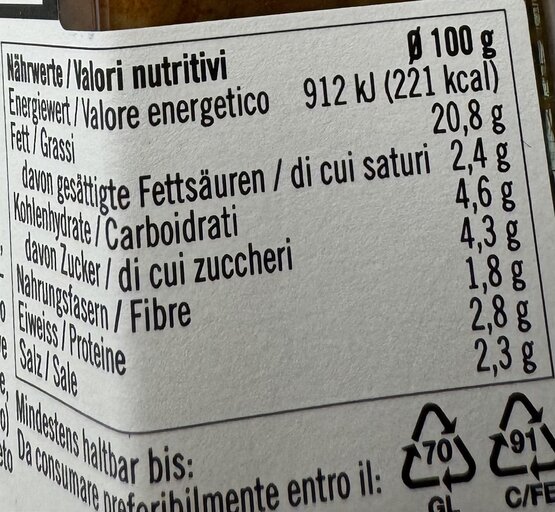 Nährwerte / Valori nutritivi Ø 100 g
Energiewert / Valore energetico 912 kJ (221 kcal)
Fett / Grassi 20,8 g
davon gesättigte Fettsäuren / di cui saturi 2,4 g
Kohlenhydrate / Carboidrati 4,6 g
davon Zucker / di cui zuccheri 4,3 g
Nahrungsfasern / Fibre 1,8 g
Eiweiss / Proteine 2,8 g
Salz / Sale 2,3 g
Mindestens haltbar bis:
Da consumare preferibilmente entro il:
70
GL
91
C/FE